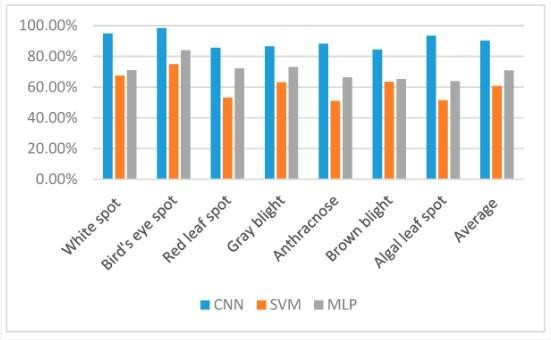 100.00%
80.00%
60.00%
40.00%
20.00%
0.00%
White spot
Bird's eye spot
Red leaf spot
Gray blight
Anthracnose
Brown blight
Algal leaf spot
Average
CNN SVM MLP